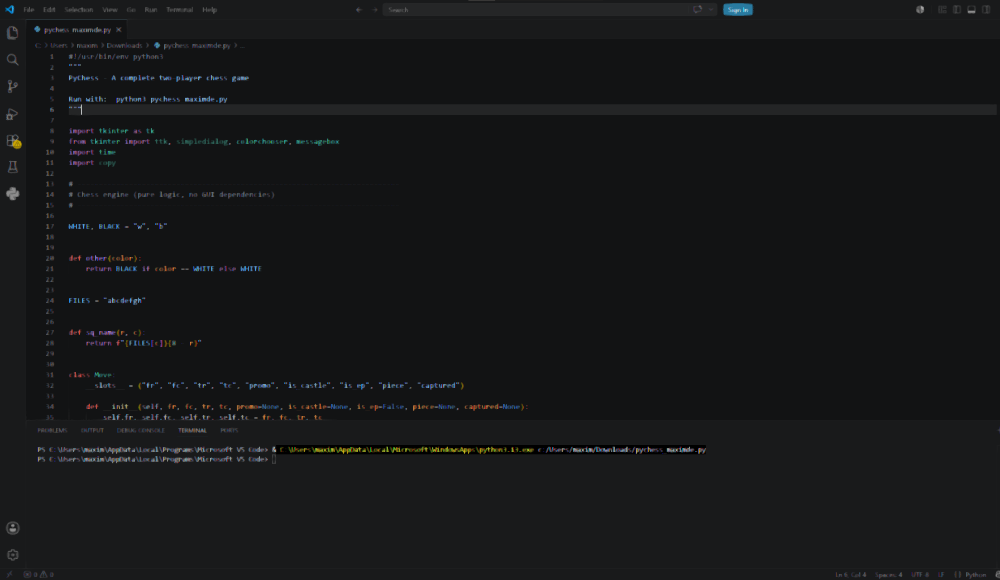 File Edit Selection View Go Run Terminal Help
Search
Sign In
pychess_maximde.py
C: > Users > maxim > Downloads > pychess_maximde.py > ...
1 #!/usr/bin/env python3
2 """
3 PyChess - A complete two-player chess game
4
5 Run with:  python3 pychess_maximde.py
6 """
7
8 import tkinter as tk
9 from tkinter import ttk, simpledialog, colorchooser, messagebox
10 import time
11 import copy
12
13 #
14 # Chess engine (pure logic, no GUI dependencies)
15 #
16
17 WHITE, BLACK = "w", "b"
18
19
20 def other(color):
21     return BLACK if color == WHITE else WHITE
22
23
24 FILES = "abcdefgh"
25
26
27 def sq_name(r, c):
28     return f"{FILES[c]}{8 - r}"
29
30
31 class Move:
32     __slots__ = ("fr", "fc", "tr", "tc", "promo", "is_castle", "is_ep", "piece", "captured")
33
34     def __init__(self, fr, fc, tr, tc, promo=None, is_castle=None, is_ep=False, piece=None, captured=None):
35         self.fr, self.fc, self.tr, self.tc = fr, fc, tr, tc
PROBLEMS OUTPUT DEBUG CONSOLE TERMINAL PORTS
PS C:\Users\maxim\AppData\Local\Programs\Microsoft VS Code> & C:\Users\maxim\AppData\Local\Microsoft\WindowsApps\python3.13.exe c:/Users/maxim/Downloads/pychess_maximde.py
PS C:\Users\maxim\AppData\Local\Programs\Microsoft VS Code>
0 0 Ln 6, Col 4 Spaces: 4 UTF-8 LF {} Python